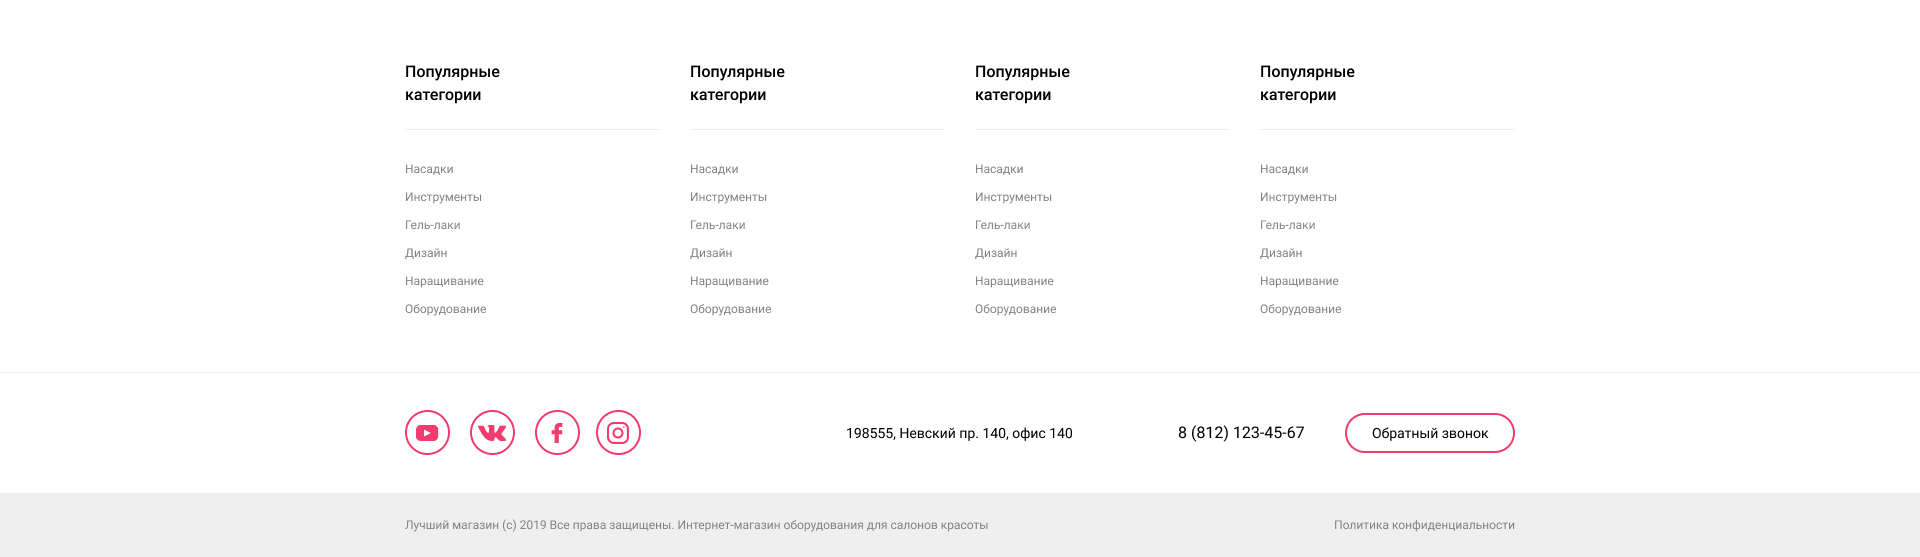 Популярные
категории
Насадки
Инструменты
Гель-лаки
Дизайн
Наращивание
Оборудование
Популярные
категории
Насадки
Инструменты
Гель-лаки
Дизайн
Наращивание
Оборудование
Популярные
категории
Насадки
Инструменты
Гель-лаки
Дизайн
Наращивание
Оборудование
Популярные
категории
Насадки
Инструменты
Гель-лаки
Дизайн
Наращивание
Оборудование
198555, Невский пр. 140, офис 140
8 (812) 123-45-67
Обратный звонок
Лучший магазин (c) 2019 Все права защищены. Интернет-магазин оборудования для салонов красоты
Политика конфиденциальности